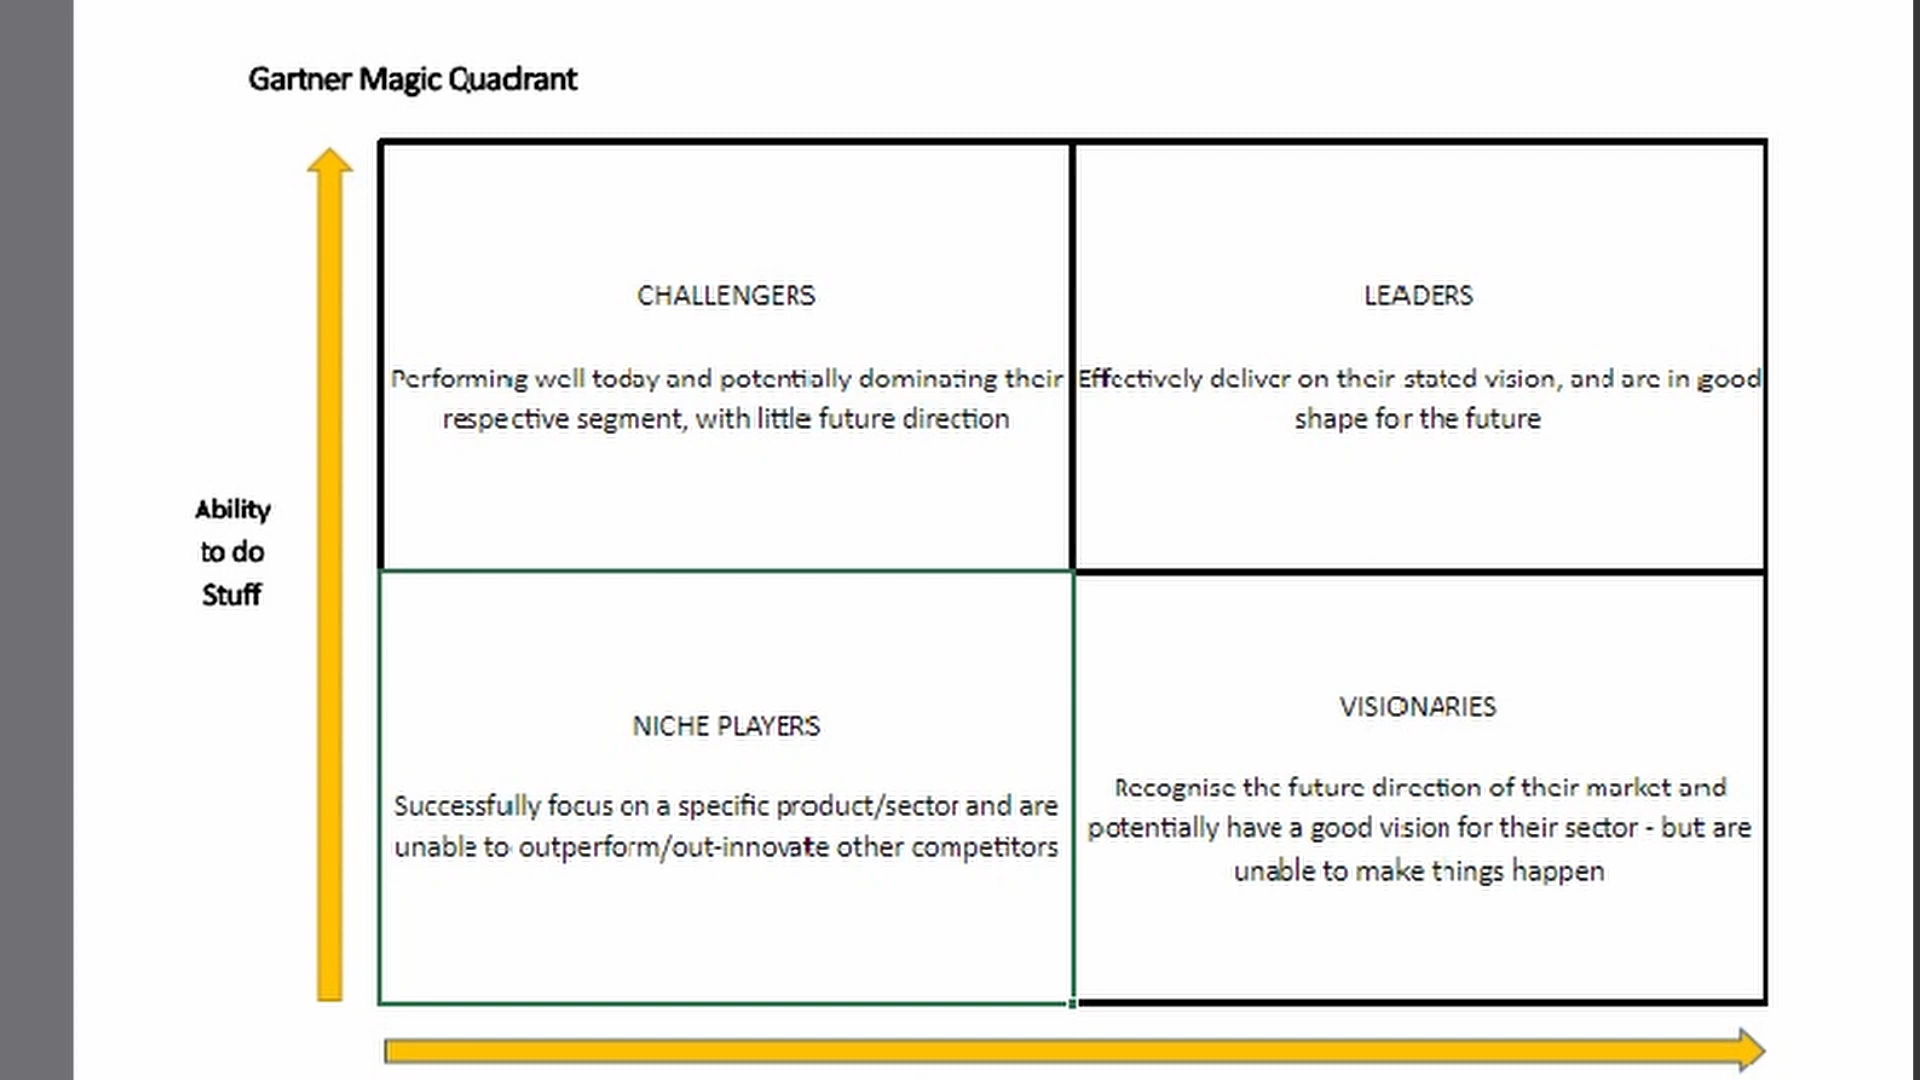 Gartner Magic Quadrant
CHALLENGERS
Performing well today and potentially dominating their
respective segment, with little future direction
LEADERS
Effectively deliver on their stated vision, and are in good
shape for the future
Ability
to do
Stuff
NICHE PLAYERS
Successfully focus on a specific product/sector and are
unable to outperform/out-innovate other competitors
VISIONARIES
Recognise the future direction of their market and
potentially have a good vision for their sector - but are
unable to make things happen